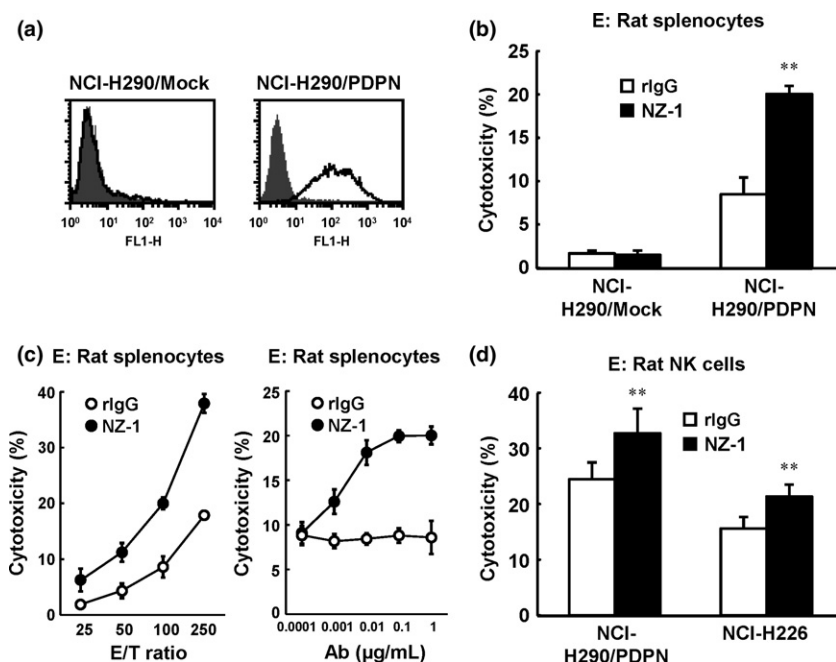 (a)
NCI-H290/Mock
NCI-H290/PDPN
10⁰ 10¹ 10² 10³ 10⁴
FL1-H
10⁰ 10¹ 10² 10³ 10⁴
FL1-H
(b)
E: Rat splenocytes
Cytotoxicity (%)
25
20
15
10
5
0
rIgG
NZ-1
**
NCI-
H290/Mock
NCI-
H290/PDPN
(c)
E: Rat splenocytes
Cytotoxicity (%)
40
30
20
10
0
rIgG
NZ-1
25 50 100 250
E/T ratio
E: Rat splenocytes
Cytotoxicity (%)
25
20
15
10
5
0
rIgG
NZ-1
0.0001 0.001 0.01 0.1 1
Ab (µg/mL)
(d)
E: Rat NK cells
Cytotoxicity (%)
40
30
20
10
0
**
rIgG
NZ-1
**
NCI-
H290/PDPN
NCI-H226